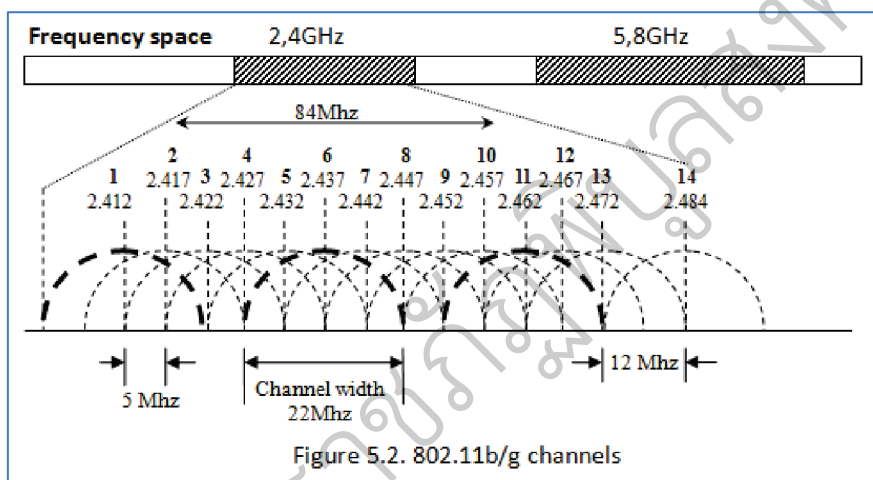 Frequency space 2,4GHz 5,8GHz
84Mhz
2 4 6 8 10 12
1 2.417 3 2.427 5 2.437 7 2.447 9 2.457 11 2.467 13 14
2.412 2.422 2.432 2.442 2.452 2.462 2.472 2.484
5 Mhz
Channel width
22Mhz
12 Mhz
Figure 5.2. 802.11b/g channels